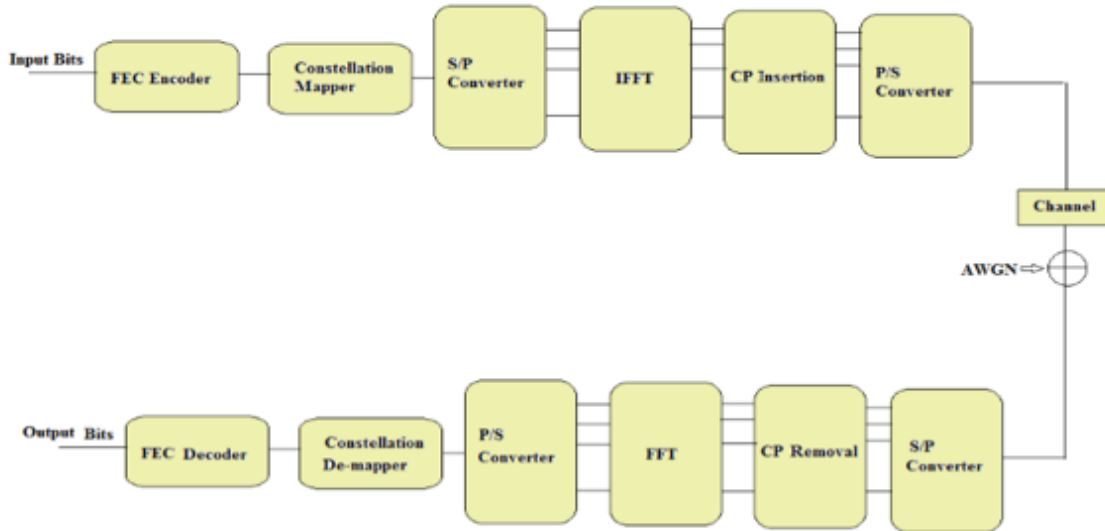 Input Bits
FEC Encoder
Constellation
Mapper
S/P
Converter
IFFT
CP Insertion
P/S
Converter
Channel
AWGN
Output Bits
FEC Decoder
Constellation
De-mapper
P/S
Converter
FFT
CP Removal
S/P
Converter